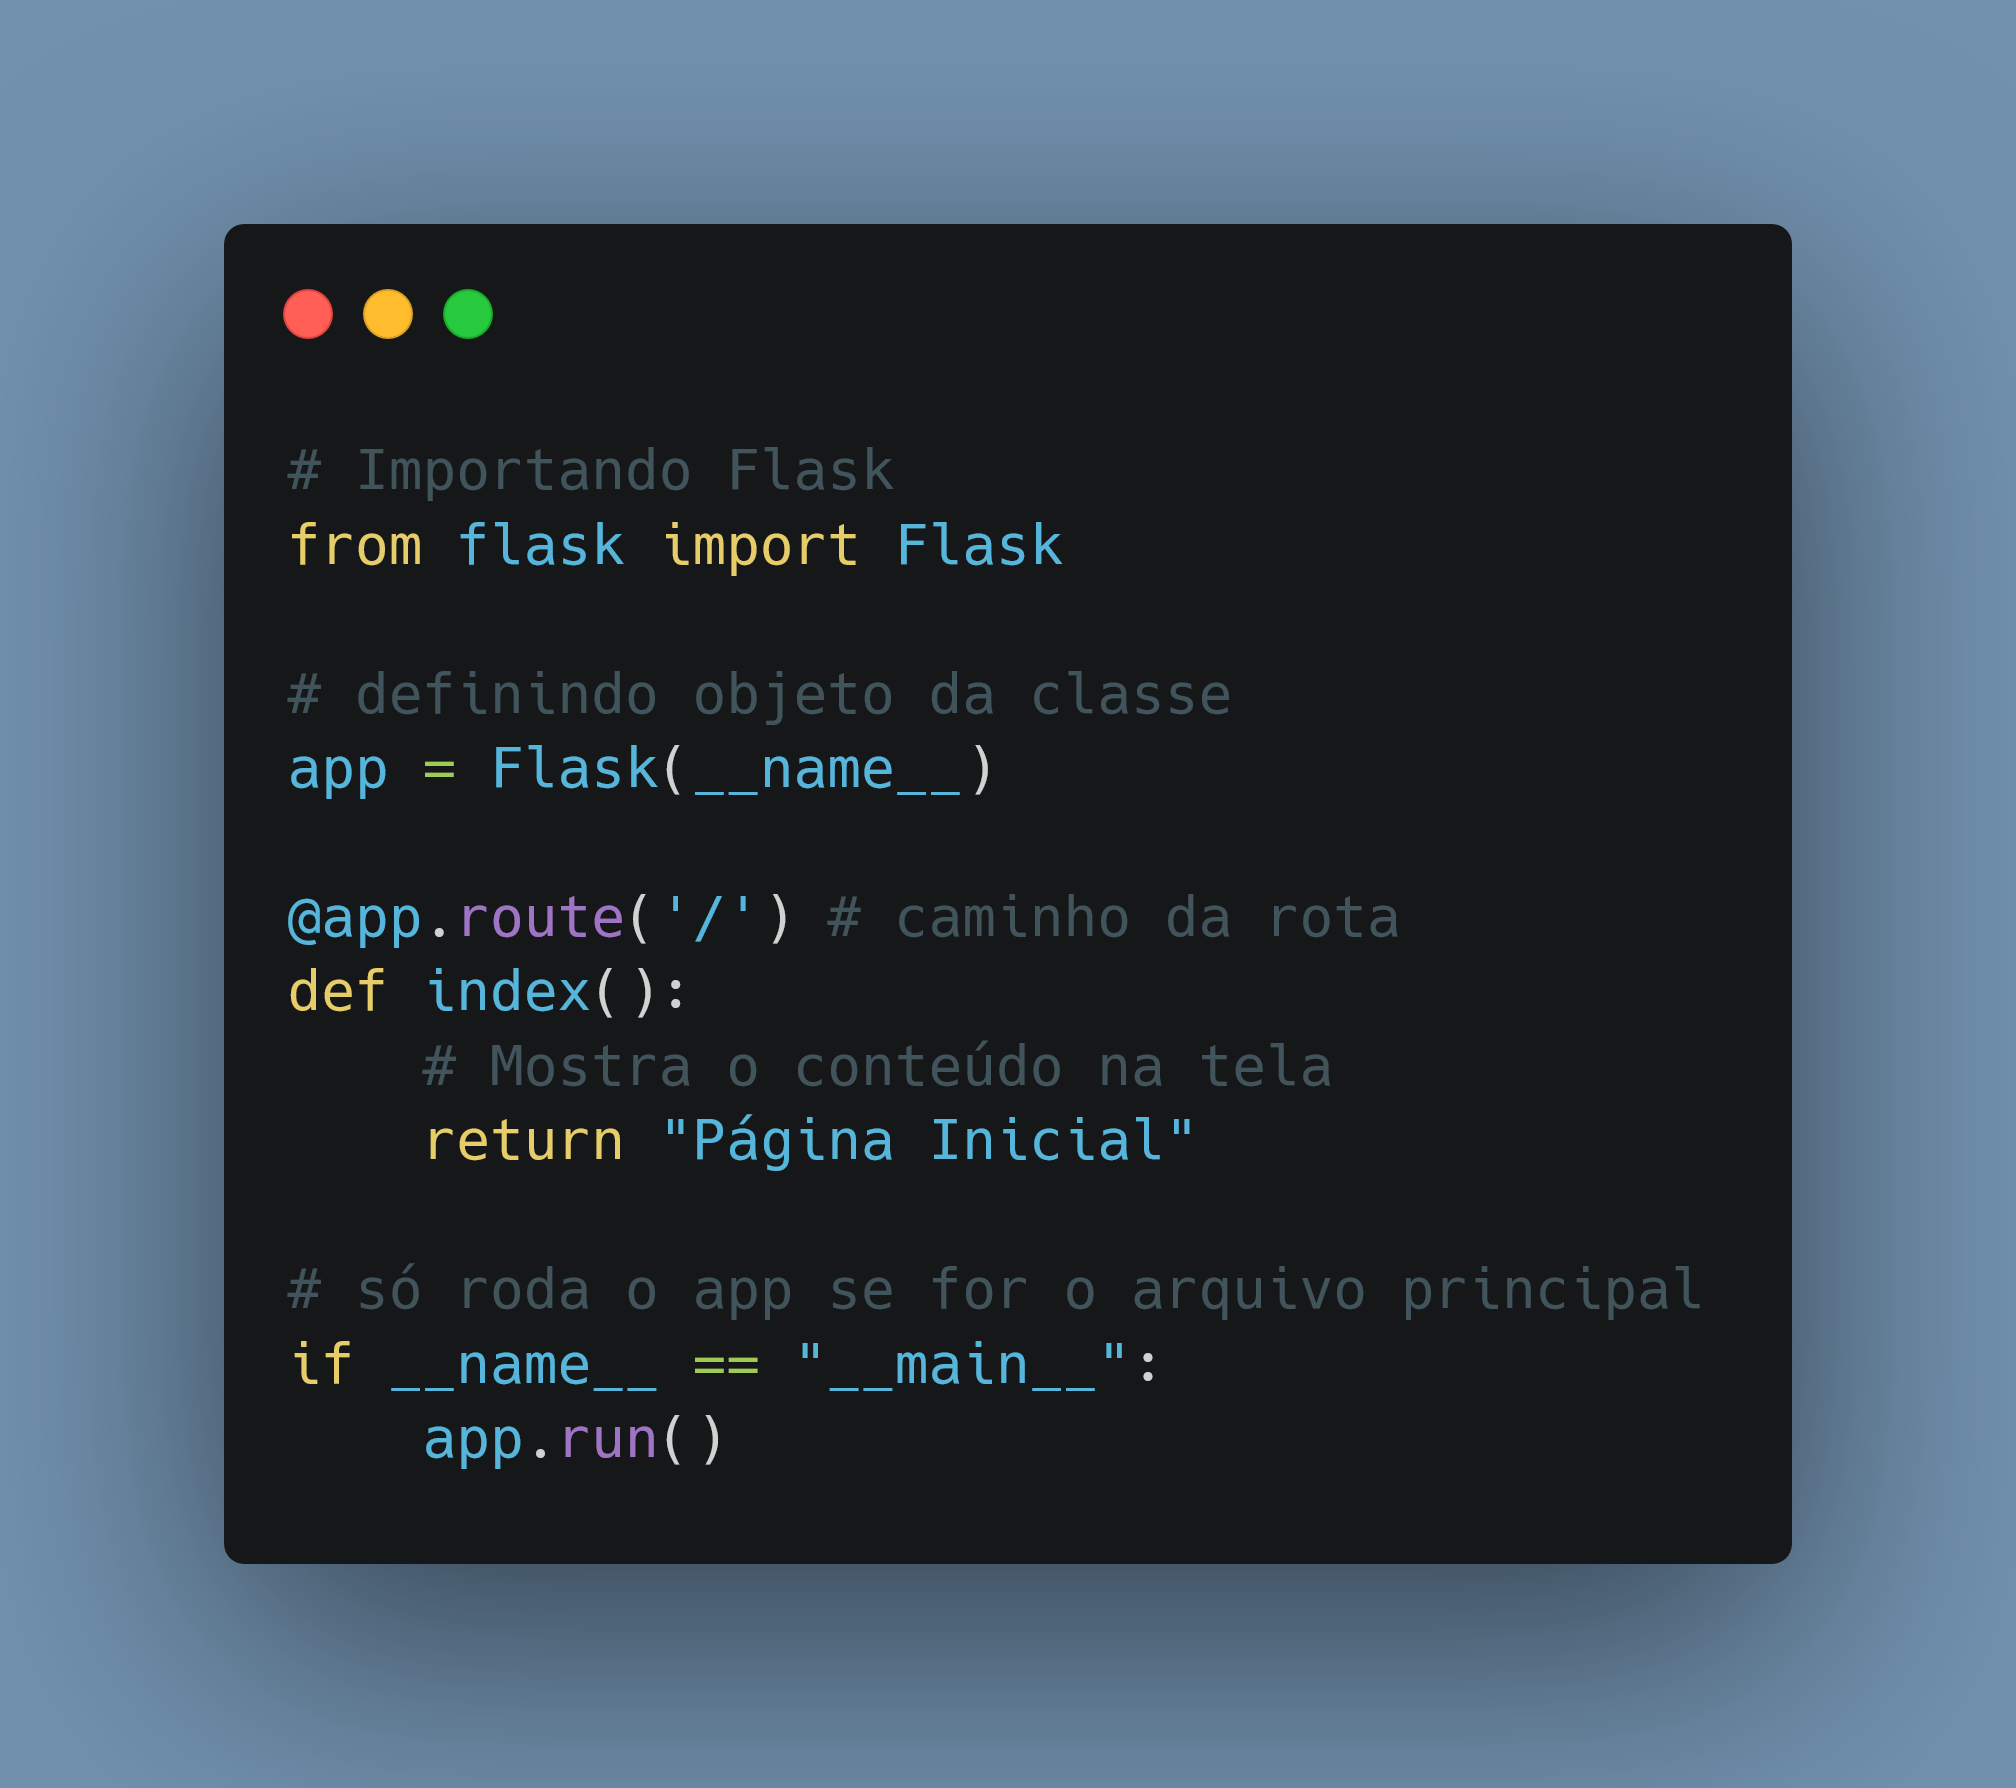 # Importando Flask
from flask import Flask
# definindo objeto da classe
app = Flask(__name__)
@app.route('/') # caminho da rota
def index():
    # Mostra o conteúdo na tela
    return "Página Inicial"
# só roda o app se for o arquivo principal
if __name__ == "__main__":
    app.run()